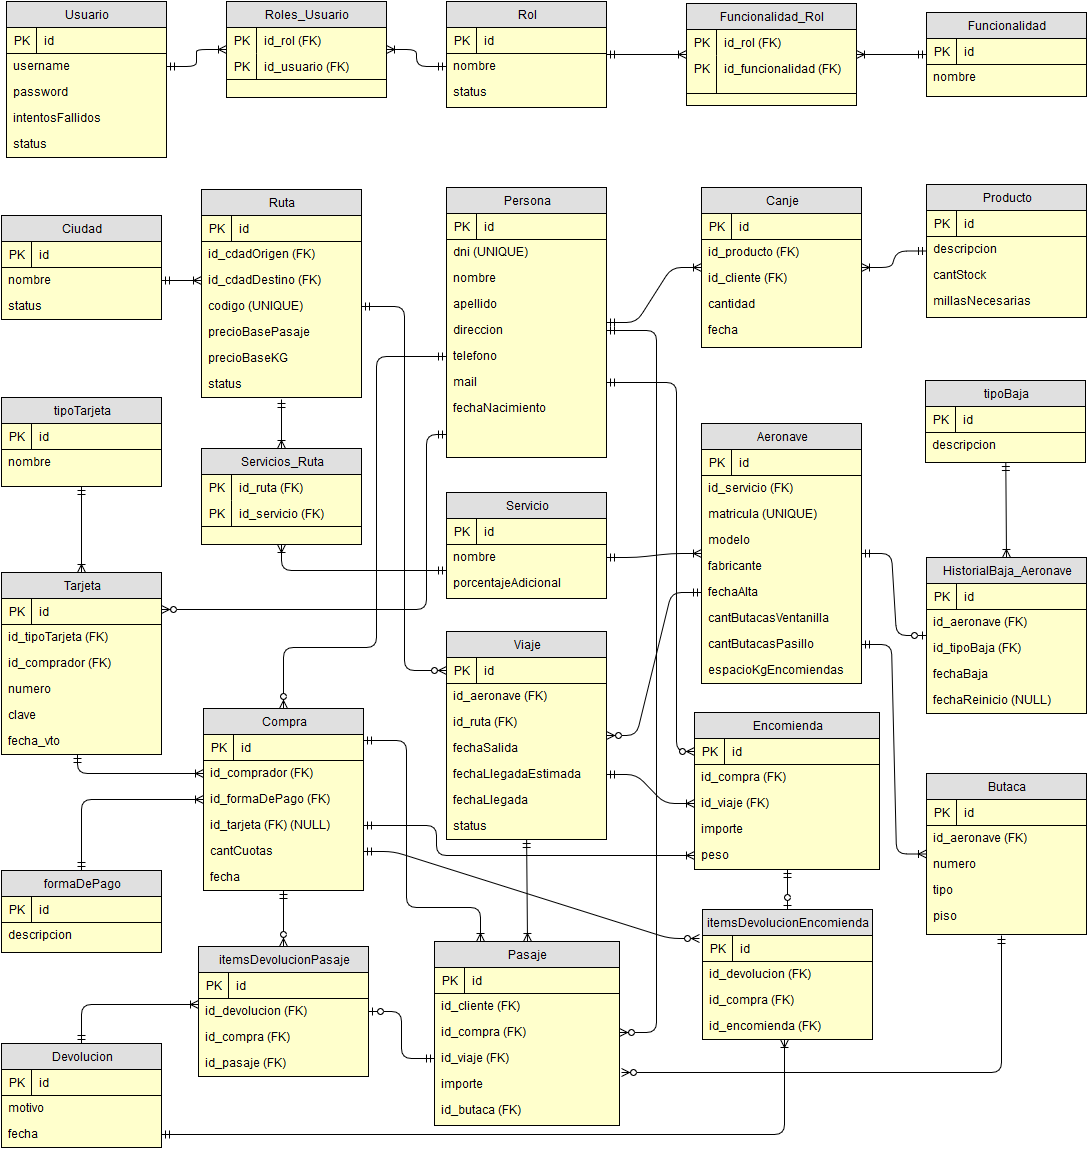 Usuario
PK id
username
password
intentosFallidos
status
Roles_Usuario
PK id_rol (FK)
PK id_usuario (FK)
Rol
PK id
nombre
status
Funcionalidad_Rol
PK id_rol (FK)
PK id_funcionalidad (FK)
Funcionalidad
PK id
nombre
Ciudad
PK id
nombre
status
Ruta
PK id
id_cdadOrigen (FK)
id_cdadDestino (FK)
codigo (UNIQUE)
precioBasePasaje
precioBaseKG
status
Persona
PK id
dni (UNIQUE)
nombre
apellido
direccion
telefono
mail
fechaNacimiento
Canje
PK id
id_producto (FK)
id_cliente (FK)
cantidad
fecha
Producto
PK id
descripcion
cantStock
millasNecesarias
tipoTarjeta
PK id
nombre
Servicios_Ruta
PK id_ruta (FK)
PK id_servicio (FK)
Servicio
PK id
nombre
porcentajeAdicional
Aeronave
PK id
id_servicio (FK)
matricula (UNIQUE)
modelo
fabricante
fechaAlta
cantButacasVentanilla
cantButacasPasillo
espacioKgEncomiendas
tipoBaja
PK id
descripcion
HistorialBaja_Aeronave
PK id
id_aeronave (FK)
id_tipoBaja (FK)
fechaBaja
fechaReinicio (NULL)
Tarjeta
PK id
id_tipoTarjeta (FK)
id_comprador (FK)
numero
clave
fecha_vto
Compra
PK id
id_comprador (FK)
id_formaDePago (FK)
id_tarjeta (FK) (NULL)
cantCuotas
fecha
Viaje
PK id
id_aeronave (FK)
id_ruta (FK)
fechaSalida
fechaLlegadaEstimada
fechaLlegada
status
Encomienda
PK id
id_compra (FK)
id_viaje (FK)
importe
peso
Butaca
PK id
id_aeronave (FK)
numero
tipo
piso
formaDePago
PK id
descripcion
itemsDevolucionPasaje
PK id
id_devolucion (FK)
id_compra (FK)
id_pasaje (FK)
Pasaje
PK id
id_cliente (FK)
id_compra (FK)
id_viaje (FK)
importe
id_butaca (FK)
itemsDevolucionEncomienda
PK id
id_devolucion (FK)
id_compra (FK)
id_encomienda (FK)
Devolucion
PK id
motivo
fecha